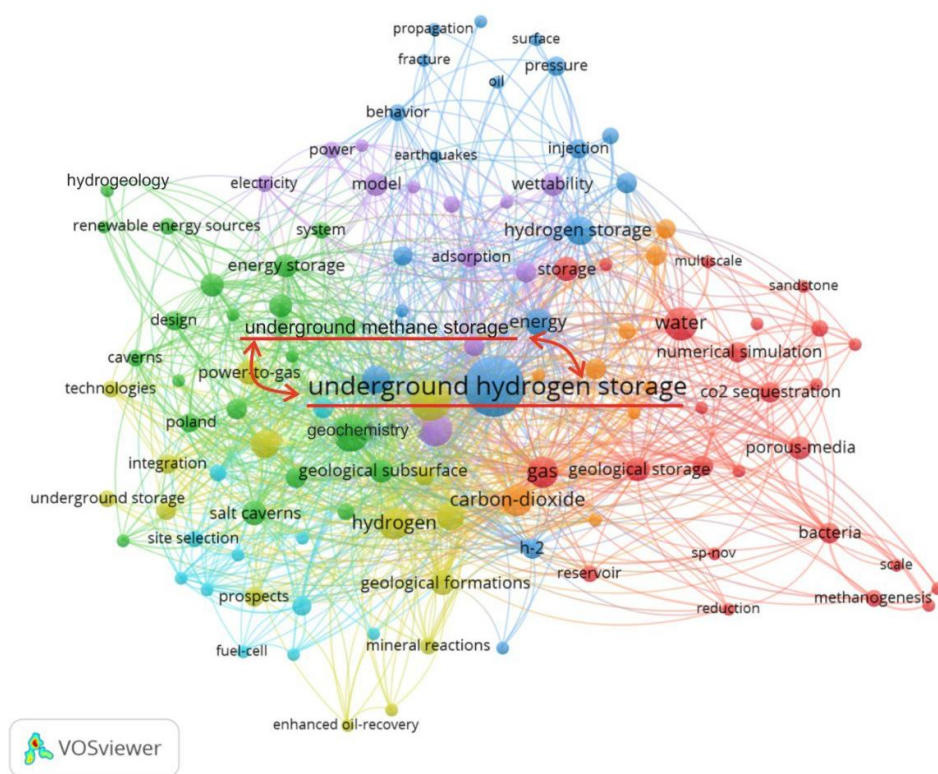 propagation
surface
fracture
pressure
oil
behavior
power
earthquakes
injection
hydrogeology
electricity
model
wettability
renewable energy sources
system
hydrogen storage
energy storage
adsorption
storage
multiscale
sandstone
design
underground methane storage
energy
water
caverns
power-to-gas
numerical simulation
technologies
underground hydrogen storage
co2 sequestration
poland
geochemistry
porous-media
integration
geological subsurface
gas
geological storage
underground storage
carbon-dioxide
salt caverns
hydrogen
bacteria
site selection
h-2
sp-nov
scale
reservoir
geological formations
prospects
methanogenesis
reduction
fuel-cell
mineral reactions
enhanced oil-recovery
VOSviewer